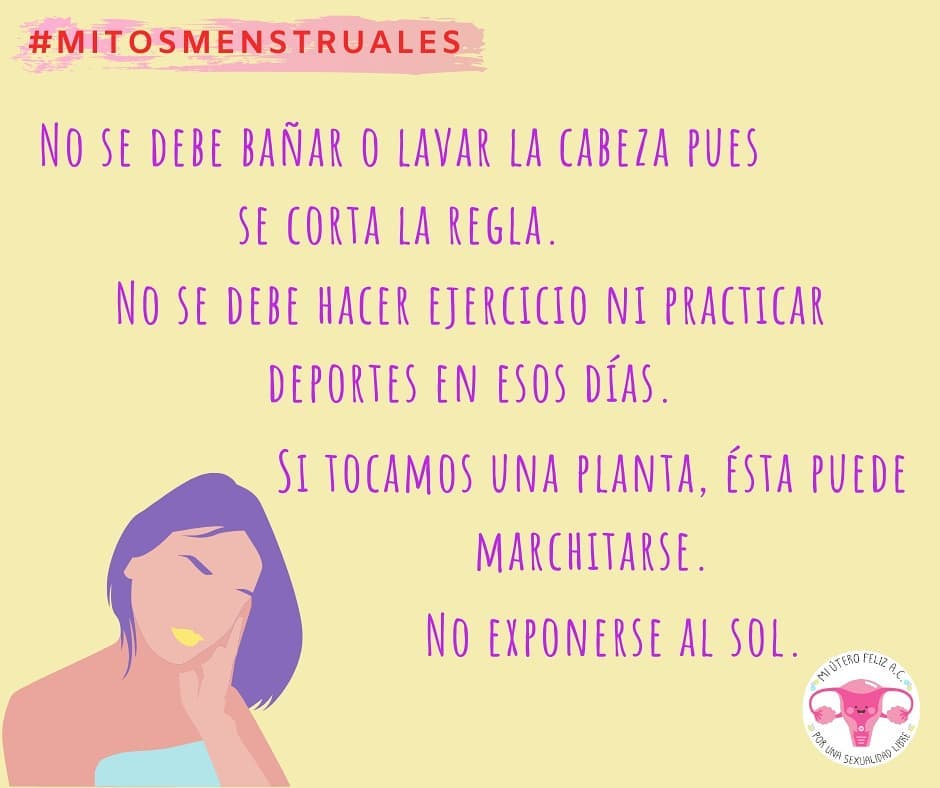 #MITOSMENSTRUALES
NO SE DEBE BAÑAR O LAVAR LA CABEZA PUES
SE CORTA LA REGLA.
NO SE DEBE HACER EJERCICIO NI PRACTICAR
DEPORTES EN ESOS DÍAS.
SI TOCAMOS UNA PLANTA, ÉSTA PUEDE
MARCHITARSE.
NO EXPONERSE AL SOL.
MI ÚTERO FELIZ A.C.
POR UNA SEXUALIDAD LIBRE